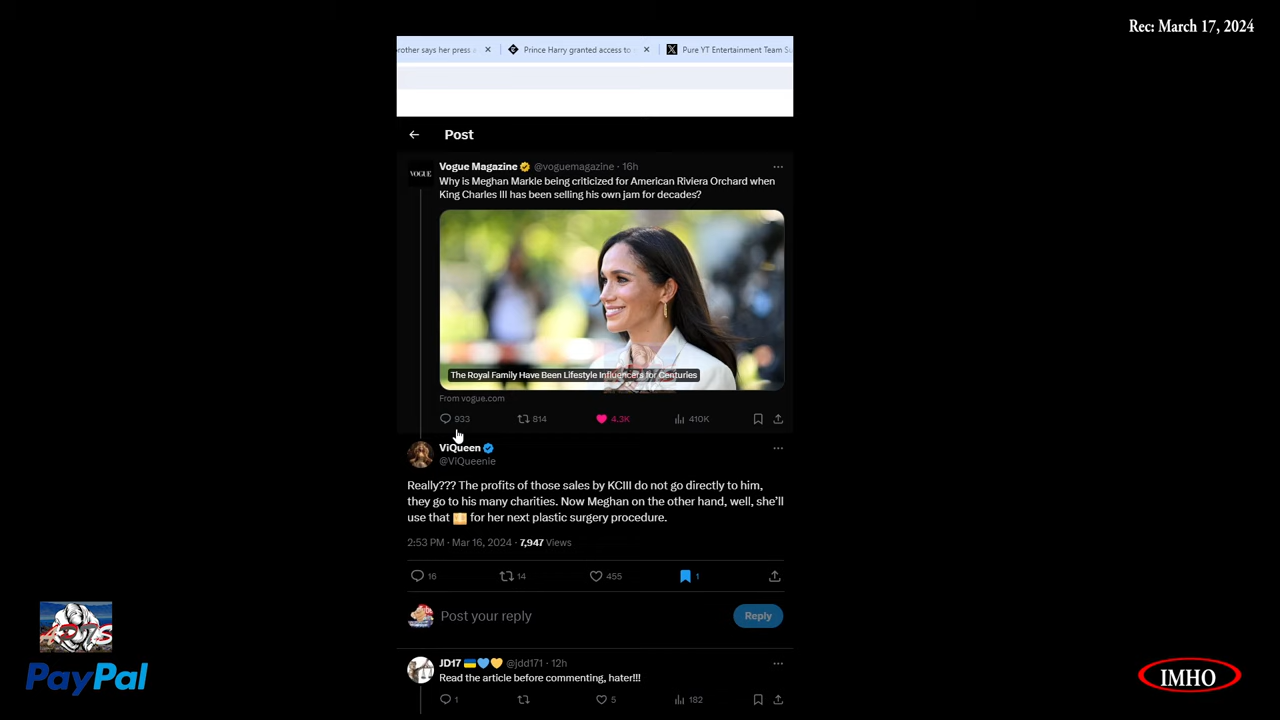 Rec: March 17, 2024
brother says her press
Prince Harry granted access to
Pure YT Entertainment Team Su
Post
VOGUE
Vogue Magazine @voguemagazine · 16h
Why is Meghan Markle being criticized for American Riviera Orchard when
King Charles III has been selling his own jam for decades?
The Royal Family Have Been Lifestyle Influencers for Centuries
From vogue.com
933 814 4.3K 410K
ViQueen
@ViQueenie
Really??? The profits of those sales by KCIII do not go directly to him,
they go to his many charities. Now Meghan on the other hand, well, she'll
use that 💴 for her next plastic surgery procedure.
2:53 PM · Mar 16, 2024 · 7,947 Views
16 14 455 1
Post your reply
Reply
JD17 🇺🇦💙💛 @jdd171 · 12h
Read the article before commenting, hater!!!
1 5 182
PayPal
IMHO